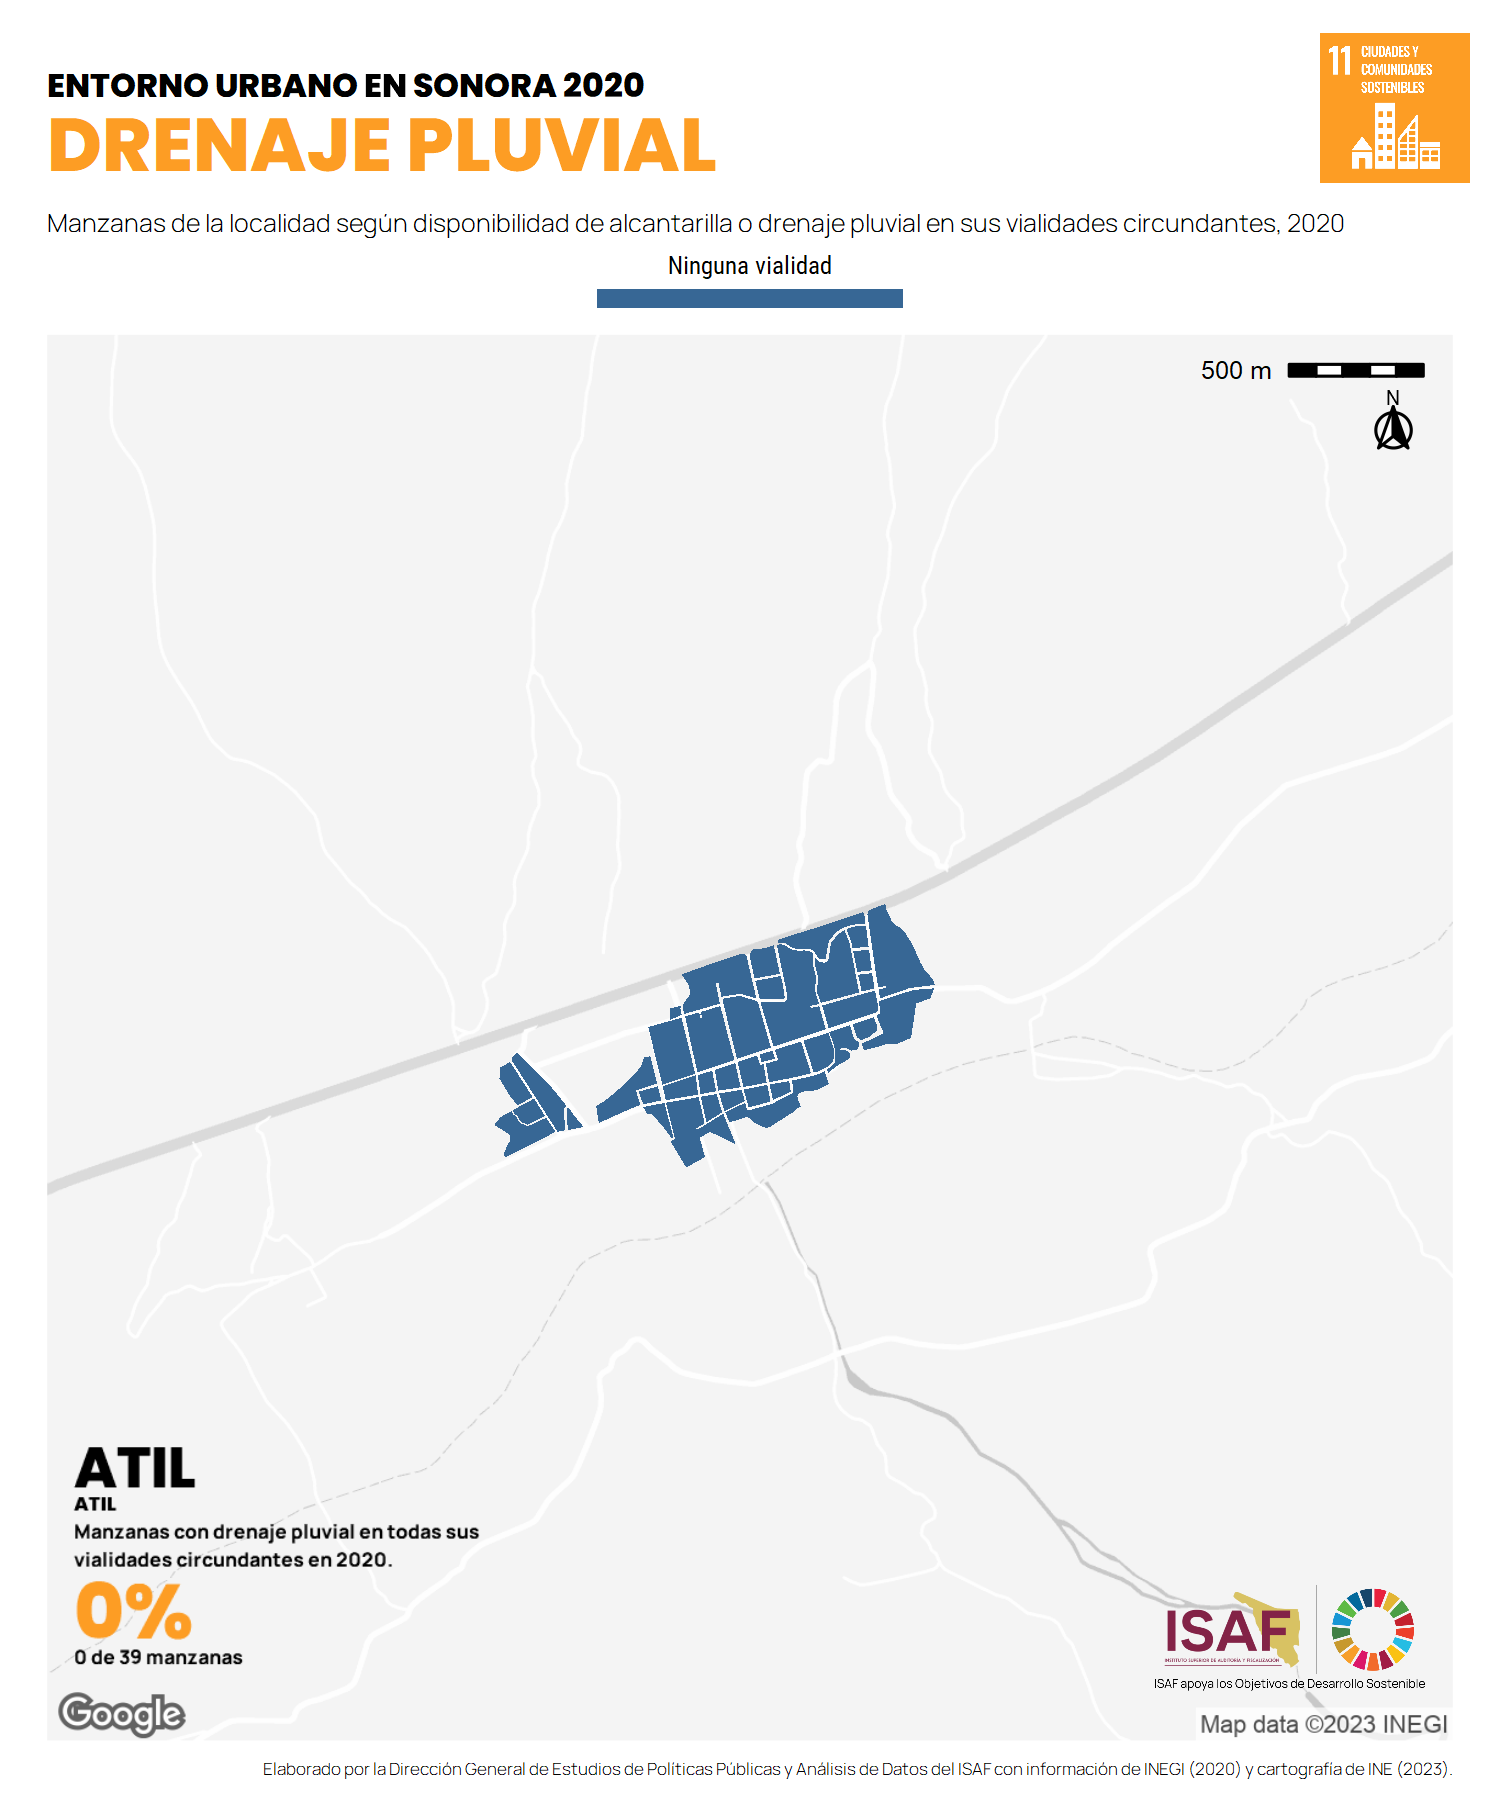 ENTORNO URBANO EN SONORA 2020
DRENAJE PLUVIAL
11 CIUDADES Y
COMUNIDADES
SOSTENIBLES
Manzanas de la localidad según disponibilidad de alcantarilla o drenaje pluvial en sus vialidades circundantes, 2020
Ninguna vialidad
500 m
N
ATIL
ATIL
Manzanas con drenaje pluvial en todas sus
vialidades circundantes en 2020.
0%
0 de 39 manzanas
ISAF
INSTITUTO SUPERIOR DE AUDITORÍA Y FISCALIZACIÓN
ISAF apoya los Objetivos de Desarrollo Sostenible
Google
Map data ©2023 INEGI
Elaborado por la Dirección General de Estudios de Políticas Públicas y Análisis de Datos del ISAF con información de INEGI (2020) y cartografía de INE (2023).